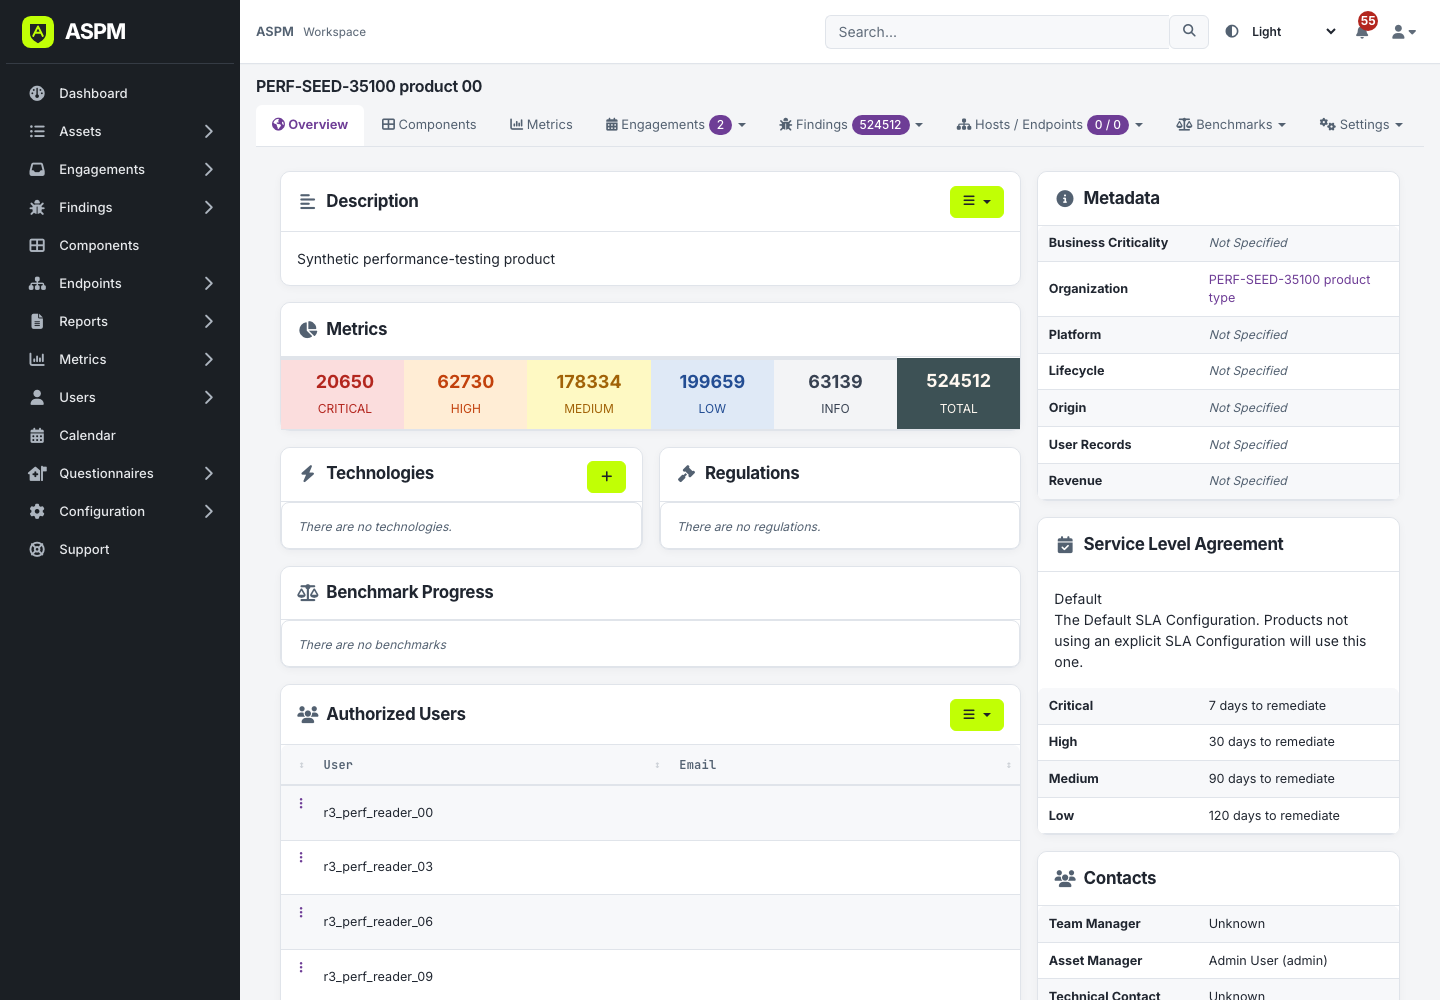 ASPM
Dashboard
Assets
Engagements
Findings
Components
Endpoints
Reports
Metrics
Users
Calendar
Questionnaires
Configuration
Support
ASPM Workspace
Search...
Light
55
PERF-SEED-35100 product 00
Overview
Components
Metrics
Engagements 2
Findings 524512
Hosts / Endpoints 0 / 0
Benchmarks
Settings
Description
Synthetic performance-testing product
Metrics
20650
CRITICAL
62730
HIGH
178334
MEDIUM
199659
LOW
63139
INFO
524512
TOTAL
Technologies
There are no technologies.
Regulations
There are no regulations.
Benchmark Progress
There are no benchmarks
Authorized Users
User Email
r3_perf_reader_00
r3_perf_reader_03
r3_perf_reader_06
r3_perf_reader_09
Metadata
Business Criticality Not Specified
Organization PERF-SEED-35100 product
type
Platform Not Specified
Lifecycle Not Specified
Origin Not Specified
User Records Not Specified
Revenue Not Specified
Service Level Agreement
Default
The Default SLA Configuration. Products not
using an explicit SLA Configuration will use this
one.
Critical 7 days to remediate
High 30 days to remediate
Medium 90 days to remediate
Low 120 days to remediate
Contacts
Team Manager Unknown
Asset Manager Admin User (admin)
Technical Contact Unknown